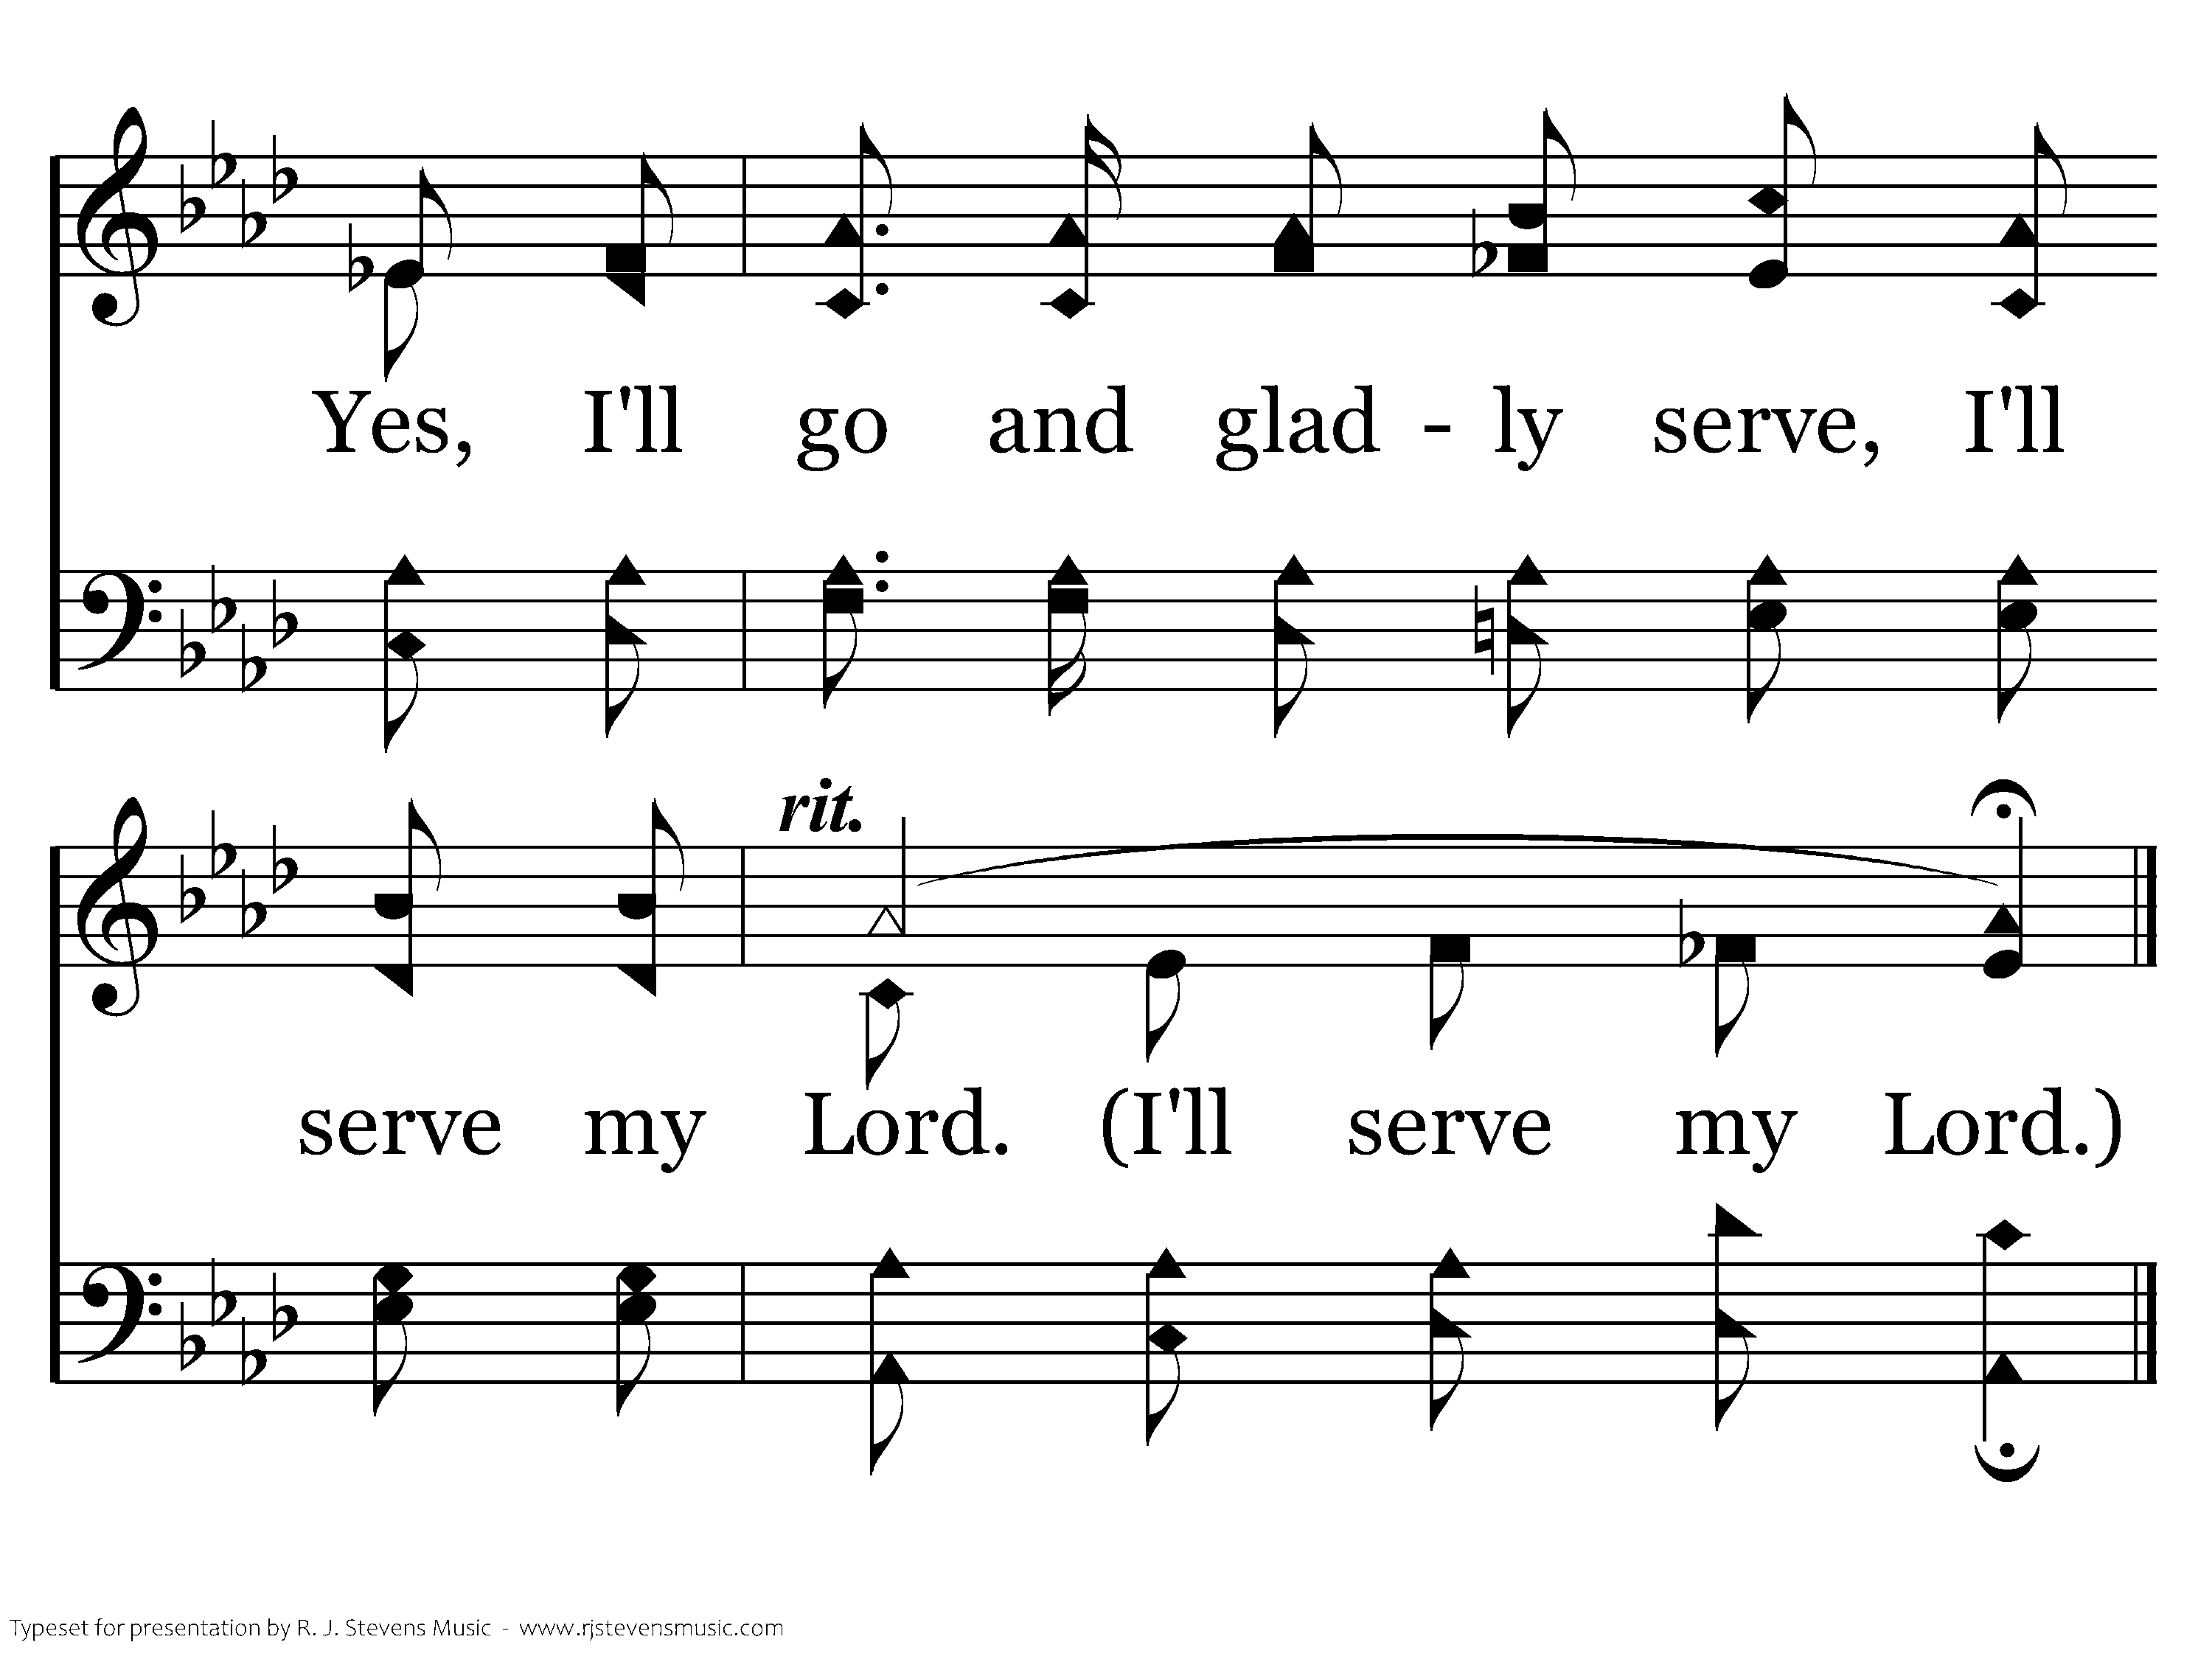 Yes, I'll go and glad - ly serve, I'll
rit.
serve my Lord. (I'll serve my Lord.)
Typeset for presentation by R. J. Stevens Music - www.rjstevensmusic.com